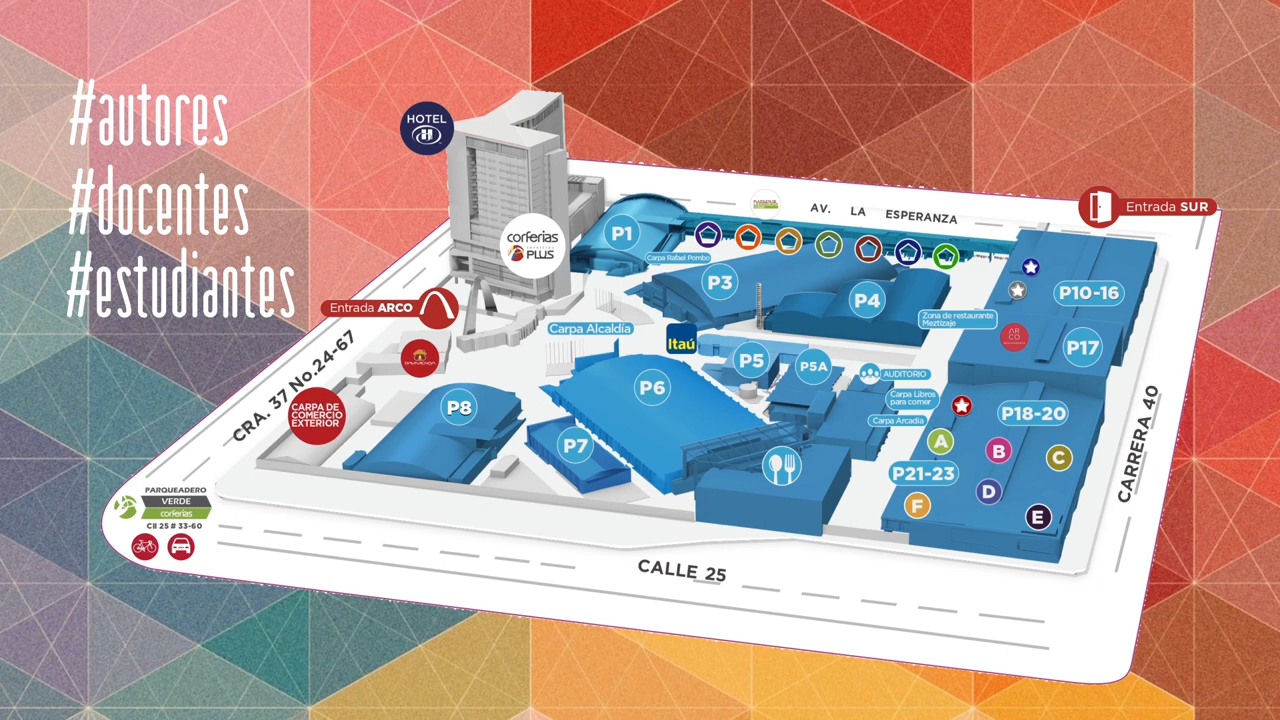 #autores
#docentes
#estudiantes
HOTEL
H
corferias
servicios
PLUS
AV. LA ESPERANZA
Entrada SUR
P1
Carpa Rafael Pombo
P3
P4
P10-16
Zona de restaurante
Meztizaje
ARCO
P17
Entrada ARCO
Carpa Alcaldía
Itaú
P5
P5A
AUDITORIO
Carpa Libros
para comer
Carpa Arcadia
P6
P8
P7
P18-20
P21-23
A
B
C
D
E
F
CARPA DE
COMERCIO
EXTERIOR
CRA. 37 No.24-67
CARRERA 40
PARQUEADERO
VERDE
corferias
Cll 25 # 33-60
CALLE 25